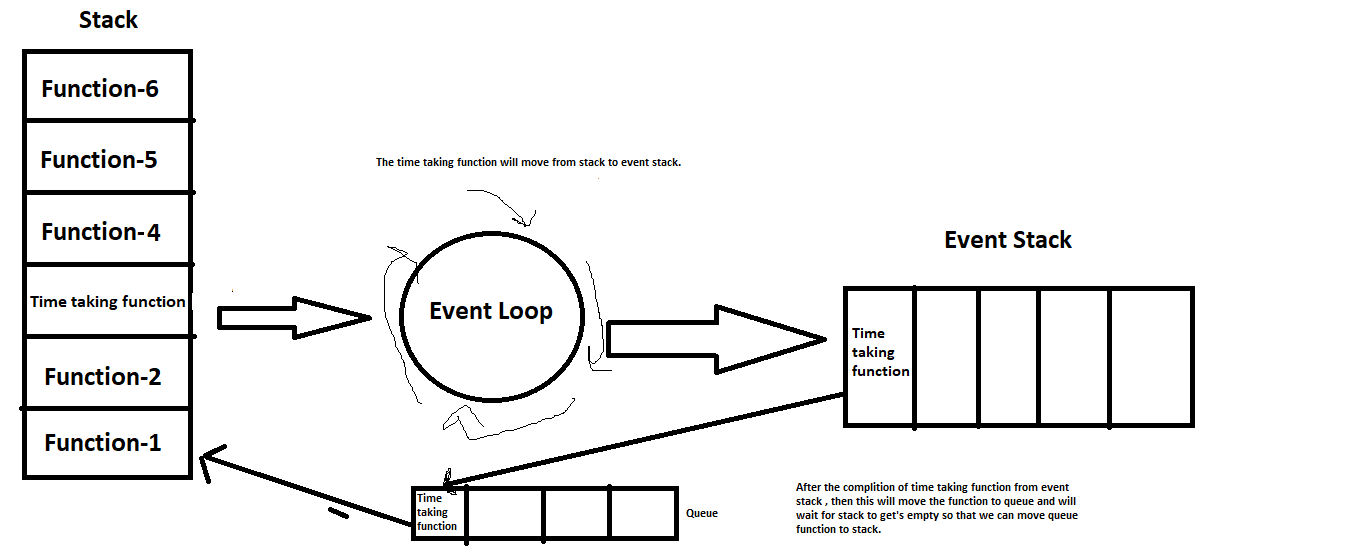 Stack
Function-6
Function-5
Function-4
Time taking function
Function-2
Function-1
The time taking function will move from stack to event stack.
Event Loop
Event Stack
Time
taking
function
Time
taking
function
Queue
After the complition of time taking function from event
stack , then this will move the function to queue and will
wait for stack to get's empty so that we can move queue
function to stack.